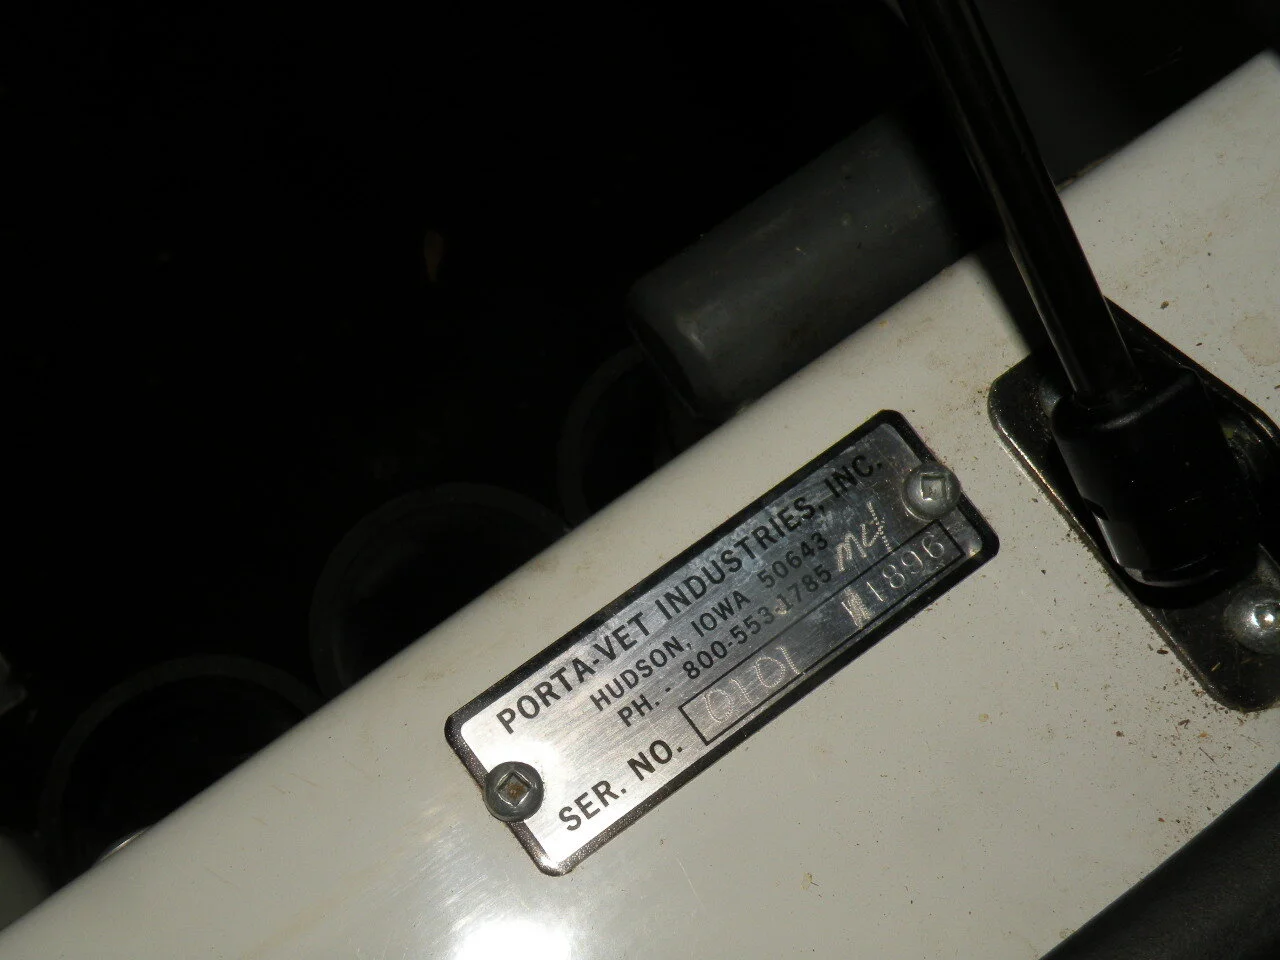 PORTA-VET INDUSTRIES, INC.
HUDSON, IOWA 50643
PH. - 800-553-1785
SER. NO. 0101 11896